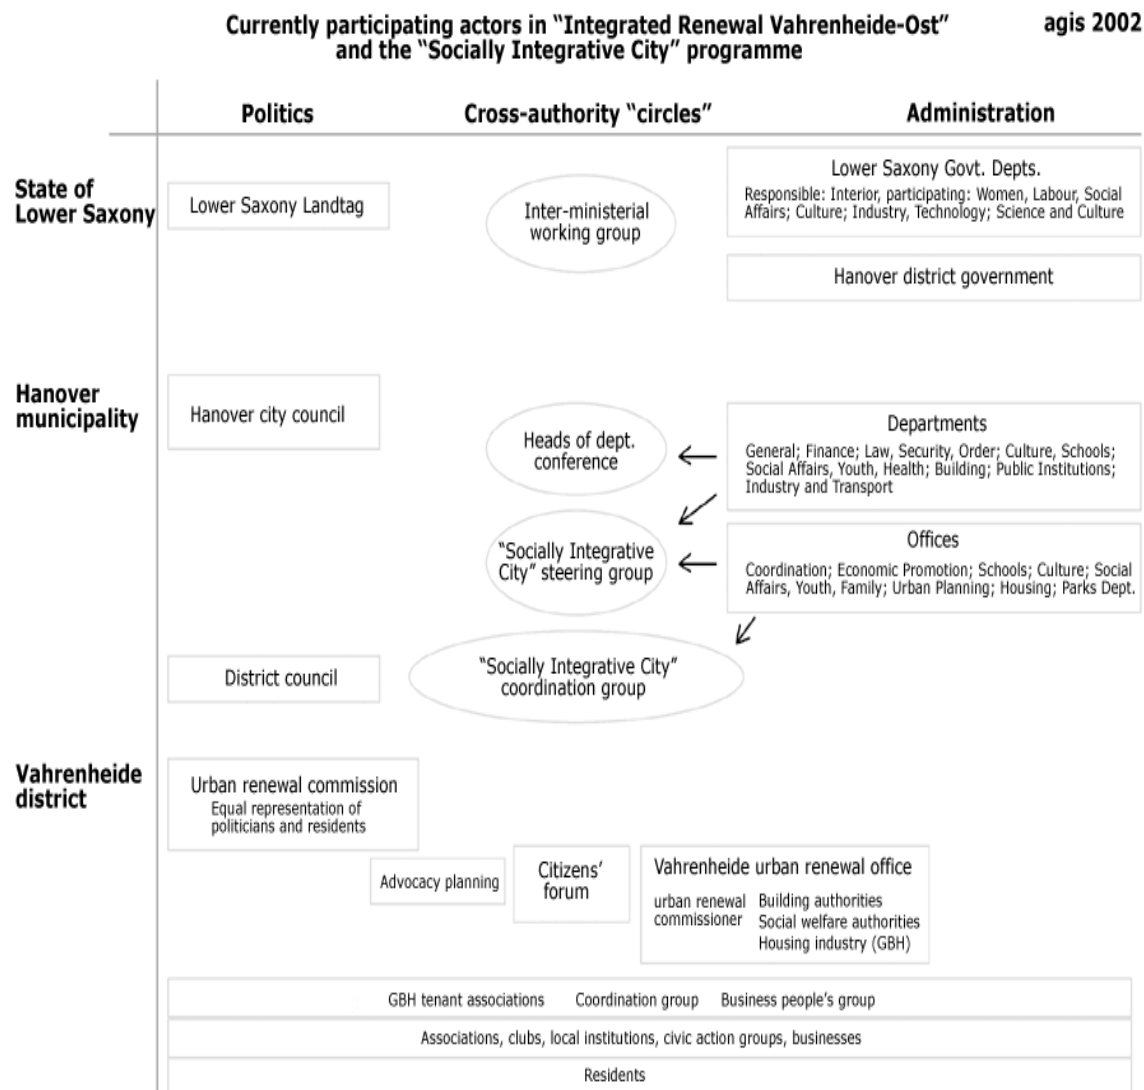 Currently participating actors in “Integrated Renewal Vahrenheide-Ost”
and the “Socially Integrative City” programme
agis 2002
Politics
Cross-authority “circles”
Administration
State of
Lower Saxony
Lower Saxony Landtag
Inter-ministerial
working group
Lower Saxony Govt. Depts.
Responsible: Interior, participating: Women, Labour, Social
Affairs; Culture; Industry, Technology; Science and Culture
Hanover district government
Hanover
municipality
Hanover city council
Heads of dept.
conference
Departments
General; Finance; Law, Security, Order; Culture, Schools;
Social Affairs, Youth, Health; Building; Public Institutions;
Industry and Transport
“Socially Integrative
City” steering group
Offices
Coordination; Economic Promotion; Schools; Culture; Social
Affairs, Youth, Family; Urban Planning; Housing; Parks Dept.
District council
“Socially Integrative City”
coordination group
Vahrenheide
district
Urban renewal commission
Equal representation of
politicians and residents
Advocacy planning
Citizens’
forum
Vahrenheide urban renewal office
urban renewal
commissioner
Building authorities
Social welfare authorities
Housing industry (GBH)
GBH tenant associations
Coordination group
Business people’s group
Associations, clubs, local institutions, civic action groups, businesses
Residents